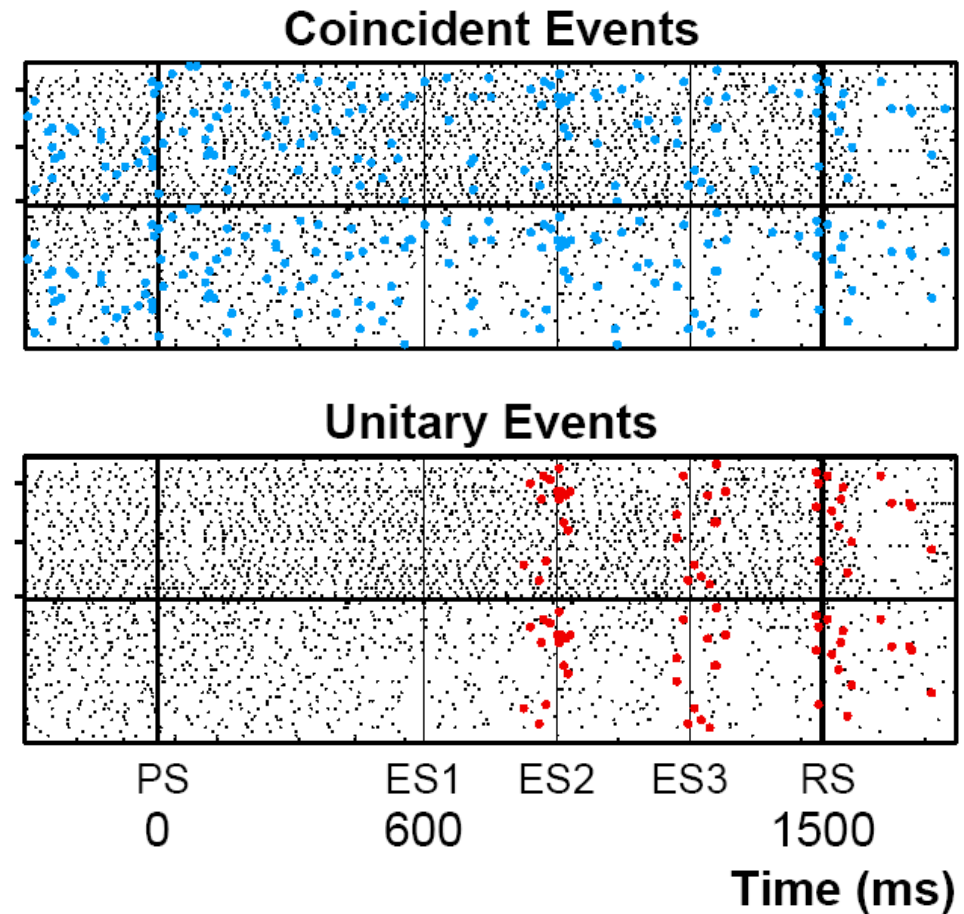 Coincident Events
Unitary Events
PS ES1 ES2 ES3 RS
0 600 1500
Time (ms)